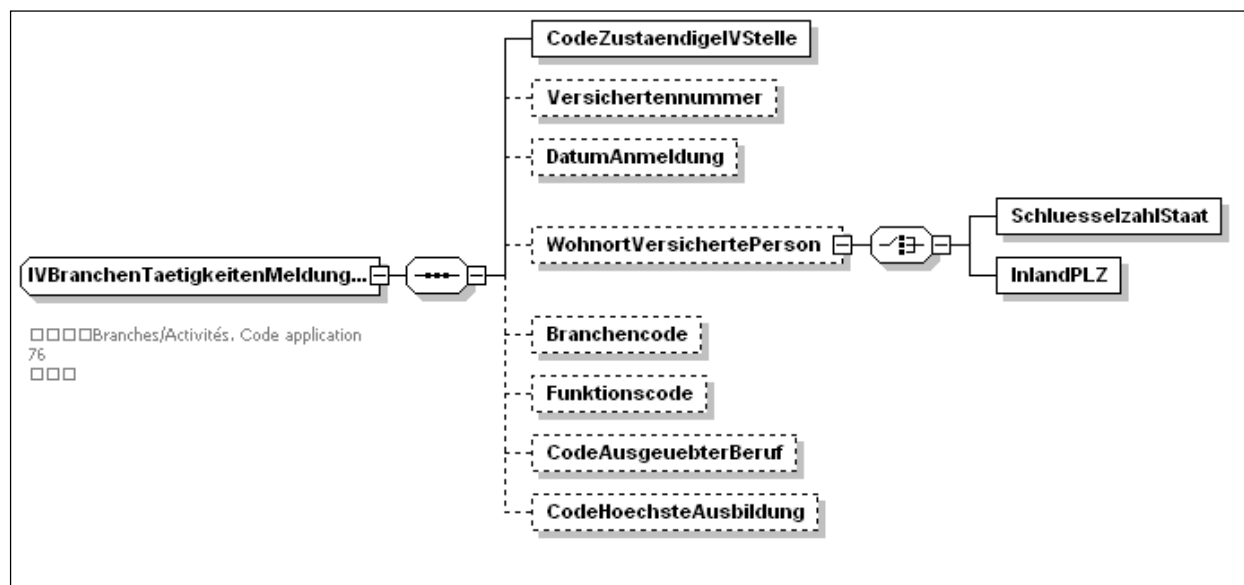 CodeZustaendigeIVStelle
Versichertennummer
DatumAnmeldung
WohnortVersichertePerson
SchluesselzahlStaat
InlandPLZ
IVBranchenTaetigkeitenMeldung...
□□□□Branches/Activités. Code application
76
□□□
Branchencode
Funktionscode
CodeAusgeuebterBeruf
CodeHoechsteAusbildung